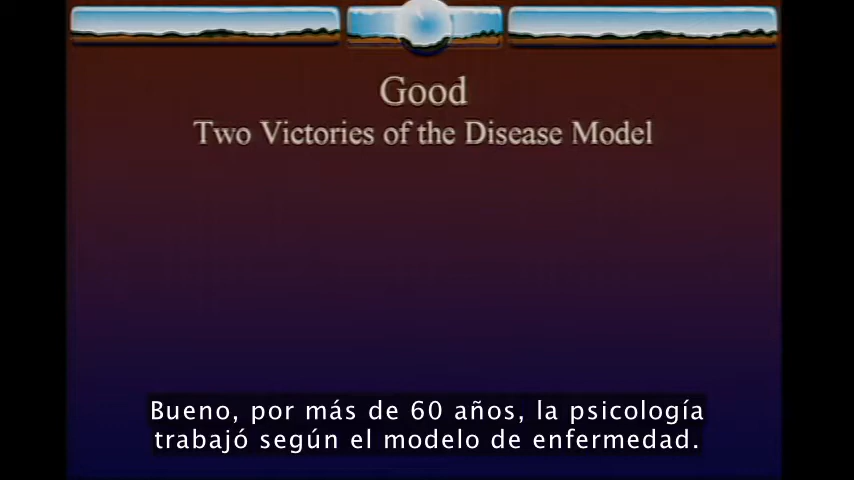 Good
Two Victories of the Disease Model
Bueno, por más de 60 años, la psicología
trabajó según el modelo de enfermedad.